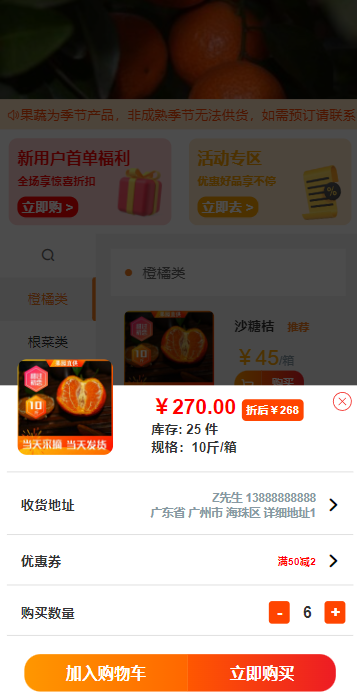 果蔬为季节产品，非成熟季节无法供货，如需预订请联系
新用户首单福利
全场享惊喜折扣
立即购 >
活动专区
优惠好品享不停
立即去 >
橙橘类
橙橘类
根菜类
沙糖桔 推荐
￥45/箱
购买
10
当天采摘 当天发货
￥270.00 折后￥268
库存: 25 件
规格：10斤/箱
收货地址
Z先生 13888888888
广东省 广州市 海珠区 详细地址1
优惠券
满50减2
购买数量
- 6 +
加入购物车
立即购买